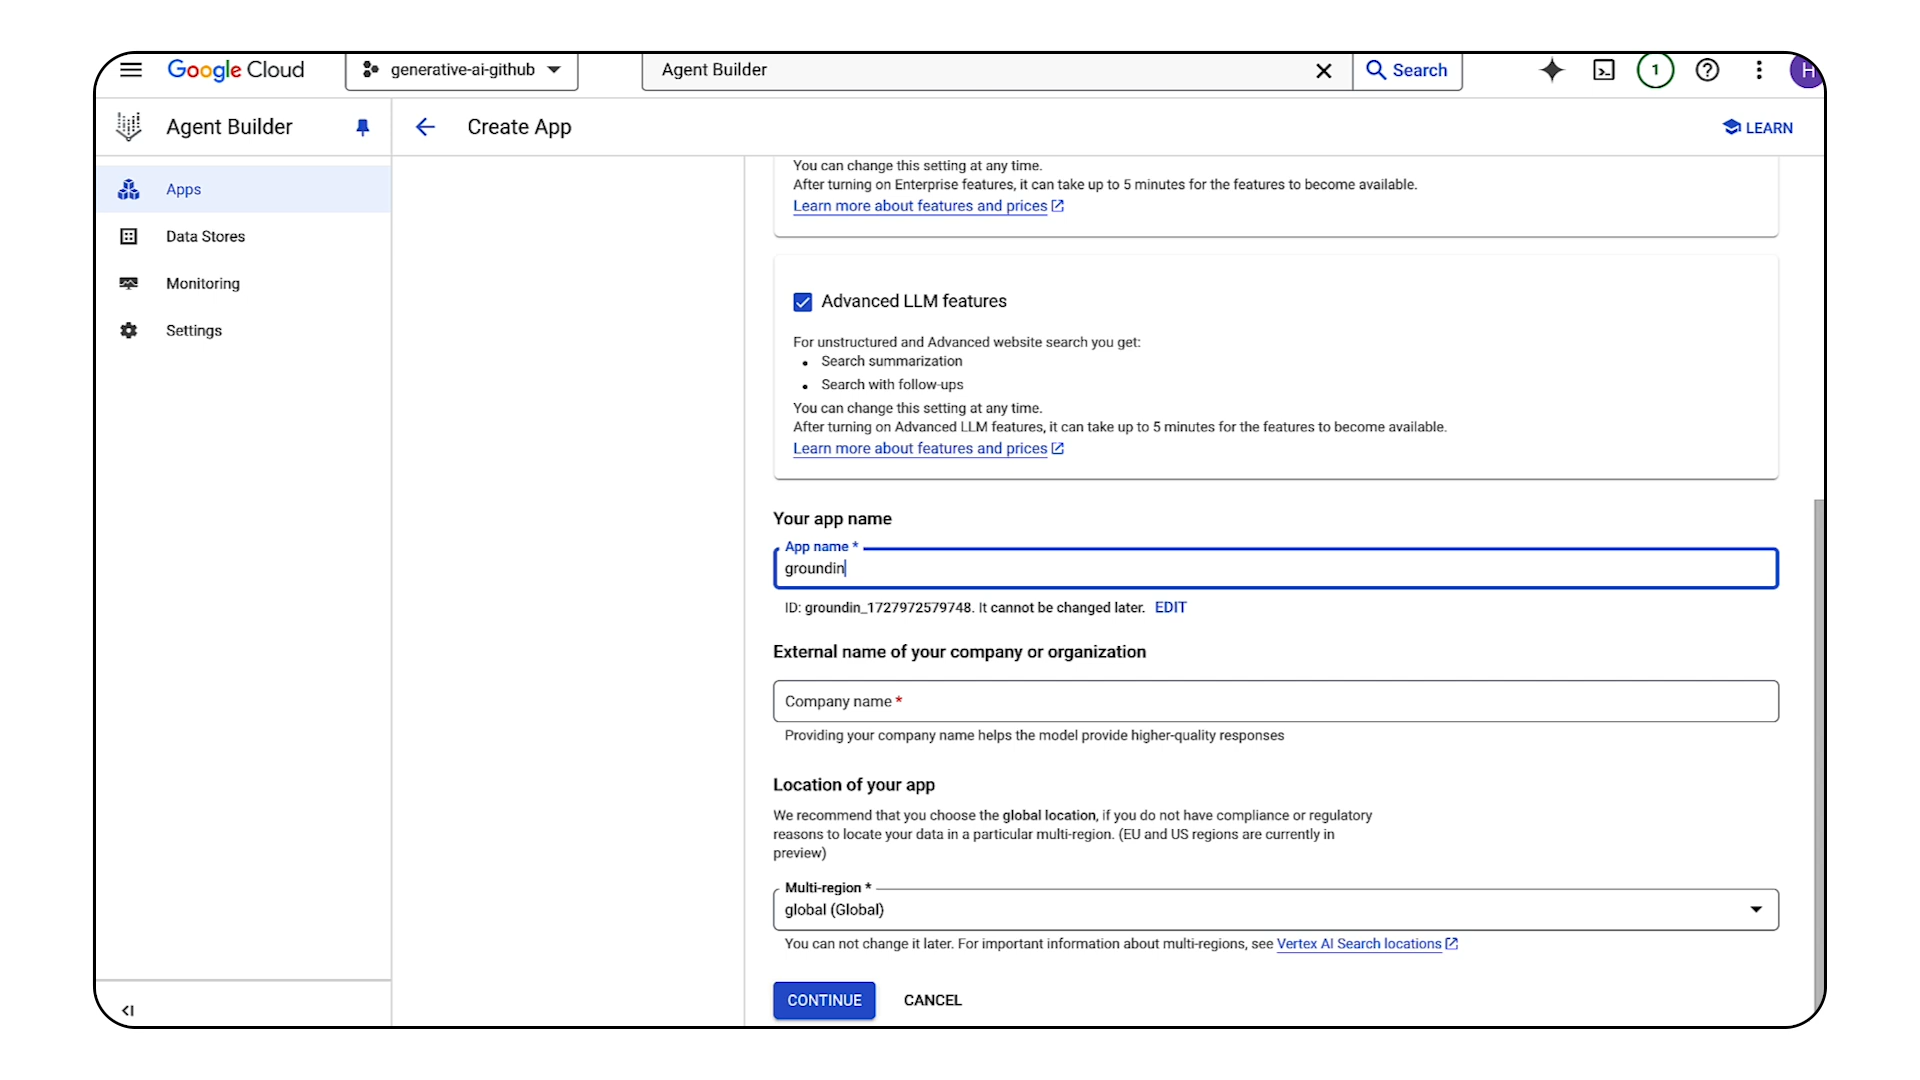 Google Cloud
generative-ai-github
Agent Builder
Search
1
H
Agent Builder
Create App
LEARN
Apps
Data Stores
Monitoring
Settings
You can change this setting at any time.
After turning on Enterprise features, it can take up to 5 minutes for the features to become available.
Learn more about features and prices
Advanced LLM features
For unstructured and Advanced website search you get:
• Search summarization
• Search with follow-ups
You can change this setting at any time.
After turning on Advanced LLM features, it can take up to 5 minutes for the features to become available.
Learn more about features and prices
Your app name
App name *
groundin
ID: groundin_1727972579748. It cannot be changed later. EDIT
External name of your company or organization
Company name *
Providing your company name helps the model provide higher-quality responses
Location of your app
We recommend that you choose the global location, if you do not have compliance or regulatory
reasons to locate your data in a particular multi-region. (EU and US regions are currently in
preview)
Multi-region *
global (Global)
You can not change it later. For important information about multi-regions, see Vertex AI Search locations
CONTINUE
CANCEL